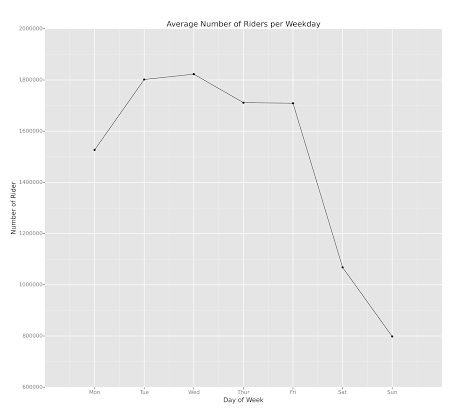 Average Number of Riders per Weekday
2000000
1800000
1600000
1400000
1200000
1000000
800000
600000
Number of Rider
Mon Tue Wed Thur Fri Sat Sun
Day of Week